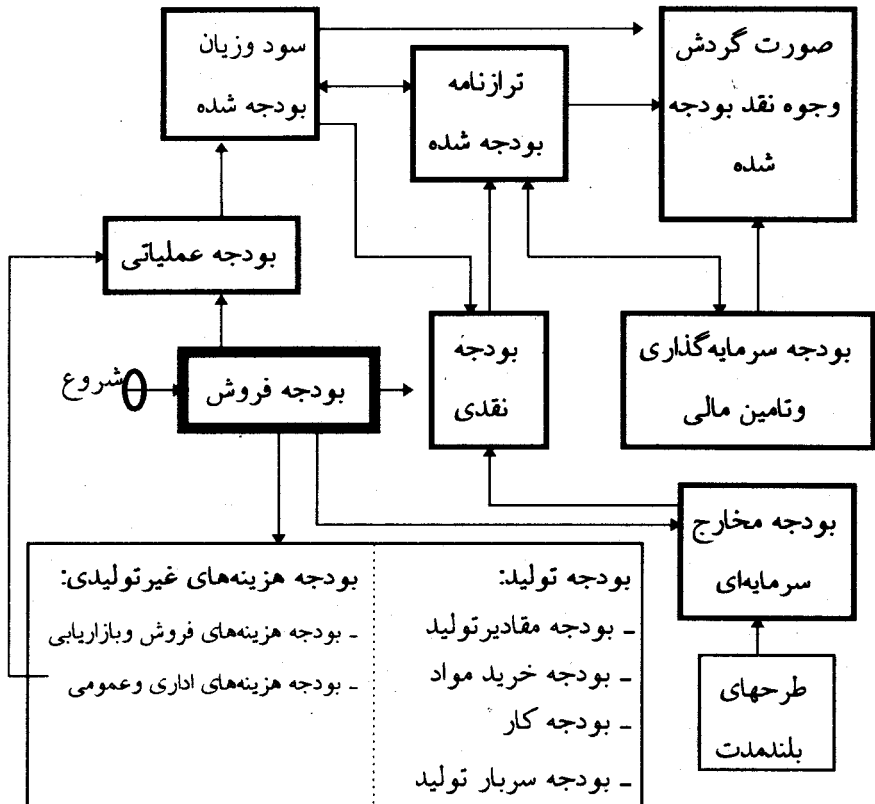 صورت گردش
وجوه نقد بودجه
شده
ترازنامه
بودجه شده
سود وزیان
بودجه شده
بودجه عملیاتی
بودجه سرمایه‌گذاری
وتامین مالی
بودجه
نقدی
بودجه فروش
شروع
بودجه مخارج
سرمایه‌ای
طرحهای
بلندمدت
بودجه تولید:
ـ بودجه مقادیرتولید
ـ بودجه خرید مواد
ـ بودجه کار
ـ بودجه سربار تولید
بودجه هزینه‌های غیرتولیدی:
ـ بودجه هزینه‌های فروش وبازاریابی
ـ بودجه هزینه‌های اداری وعمومی